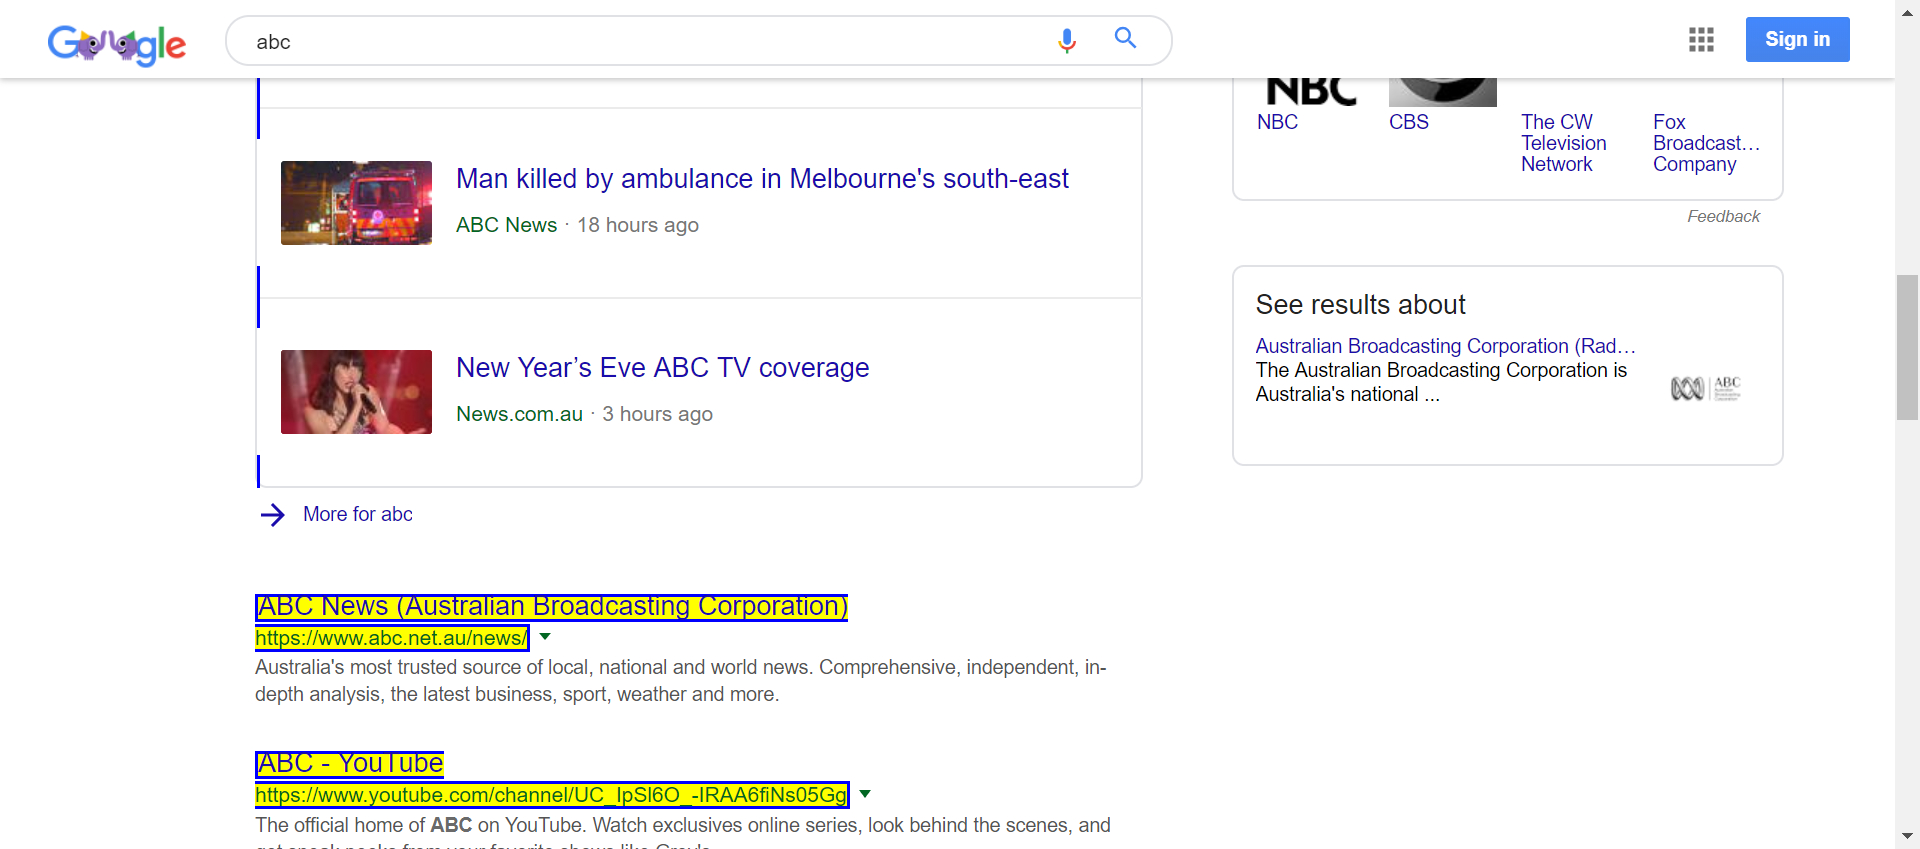 Google
abc
Sign in
NBC
NBC
CBS
The CW
Television
Network
Fox
Broadcast…
Company
Feedback
Man killed by ambulance in Melbourne's south-east
ABC News · 18 hours ago
New Year’s Eve ABC TV coverage
News.com.au · 3 hours ago
More for abc
See results about
Australian Broadcasting Corporation (Rad…
The Australian Broadcasting Corporation is
Australia's national ...
ABC
ABC News (Australian Broadcasting Corporation)
https://www.abc.net.au/news/
Australia's most trusted source of local, national and world news. Comprehensive, independent, in-
depth analysis, the latest business, sport, weather and more.
ABC - YouTube
https://www.youtube.com/channel/UC_IpSl6O_-IRAA6fiNs05Gg
The official home of ABC on YouTube. Watch exclusives online series, look behind the scenes, and